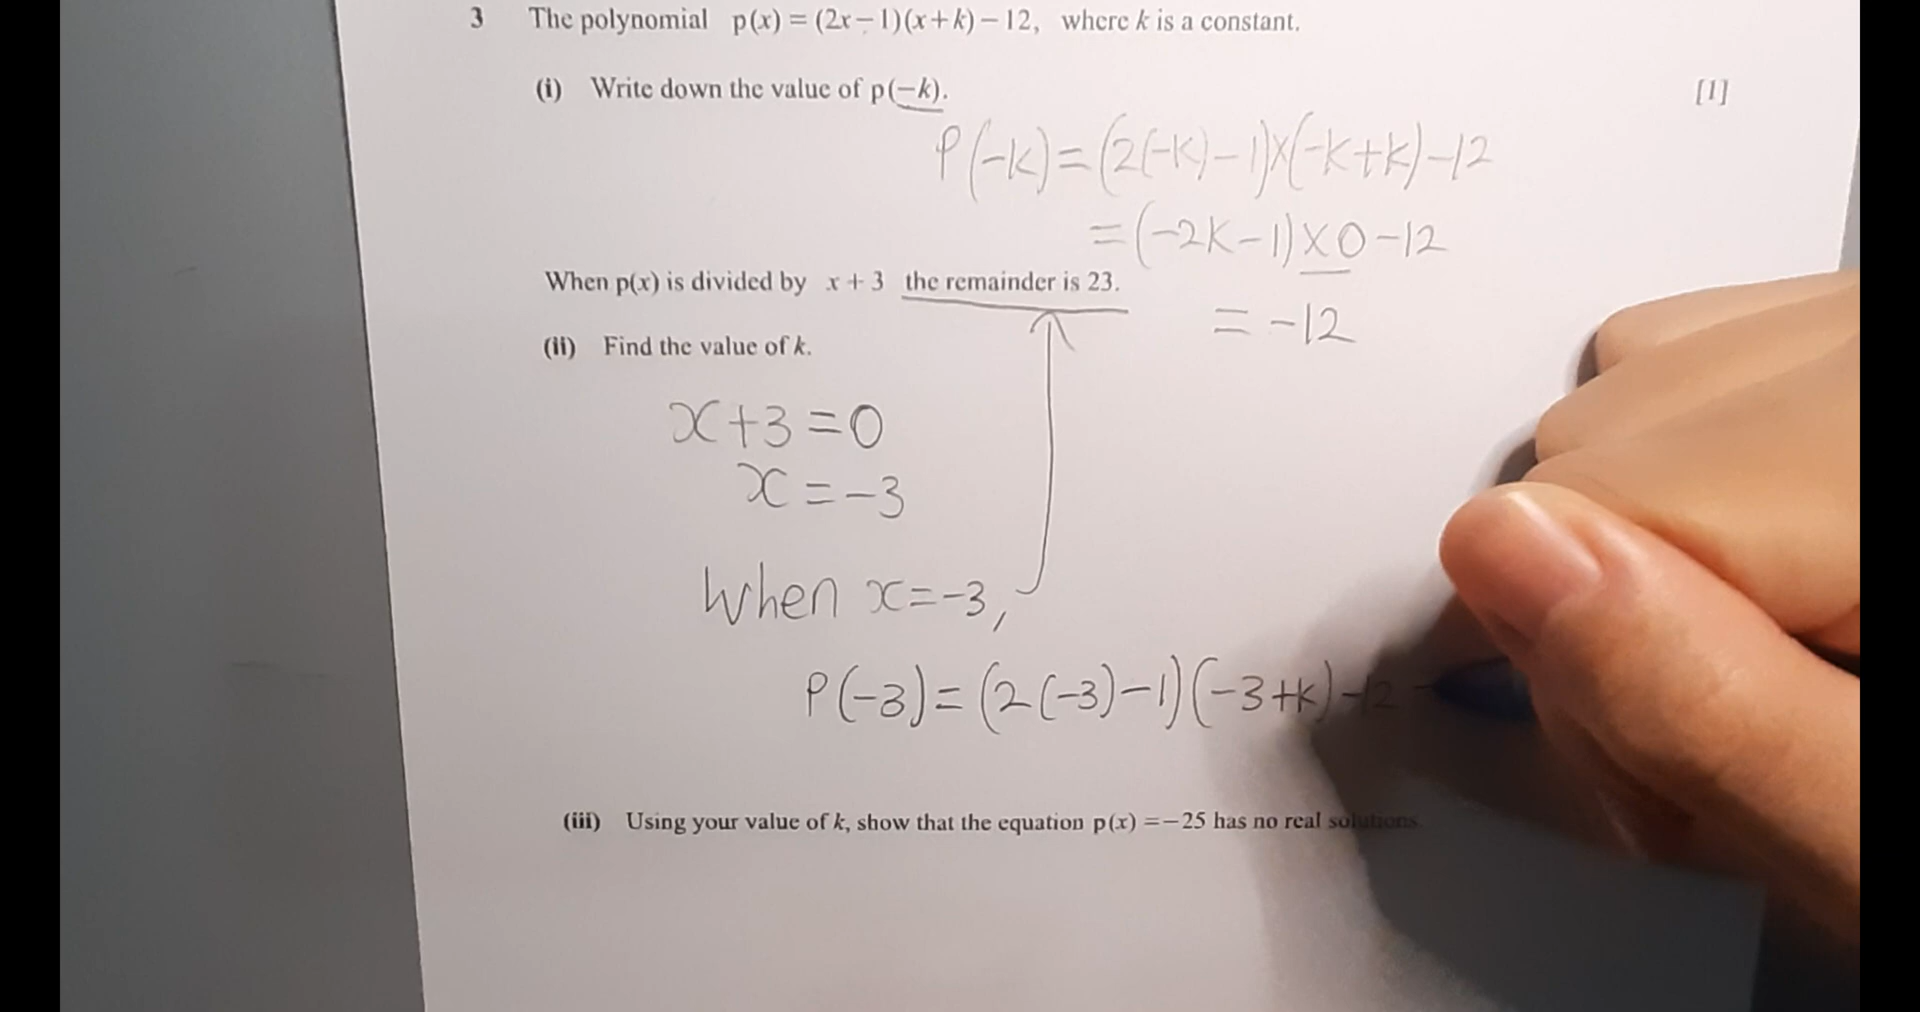 3 The polynomial p(x) = (2x−1)(x+k)−12, where k is a constant.
(i) Write down the value of p(−k). [1]
P(-k)=(2(-k)-1)×(-k+k)-12
=(-2k-1)×0-12
When p(x) is divided by x + 3 the remainder is 23.
= -12
(ii) Find the value of k.
x+3=0
x=-3
When x=-3,
P(-3)=(2(-3)-1)(-3+k)-12
(iii) Using your value of k, show that the equation p(x) =−25 has no real solutions.